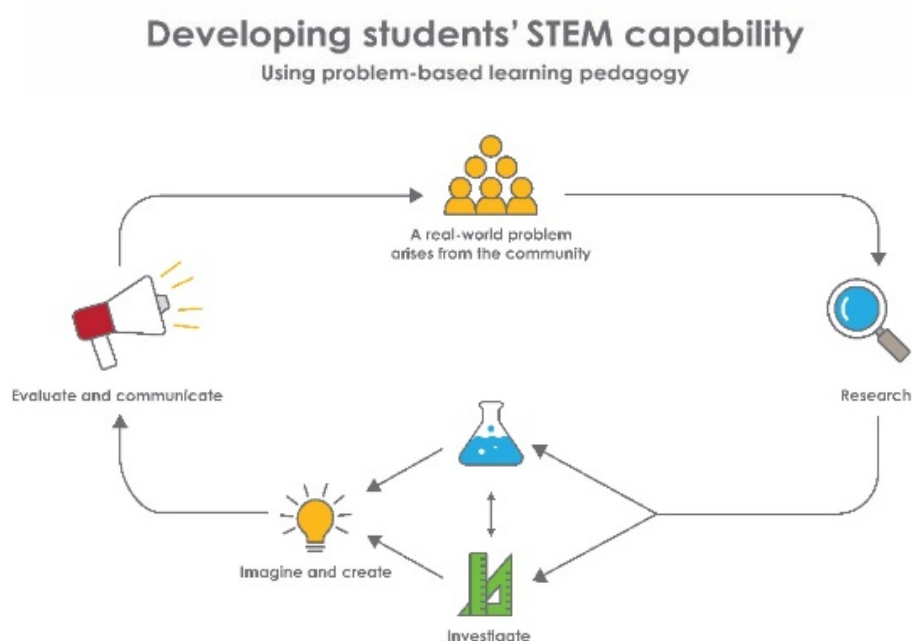 Developing students' STEM capability
Using problem-based learning pedagogy
A real-world problem
arises from the community
Research
Evaluate and communicate
Imagine and create
Investigate